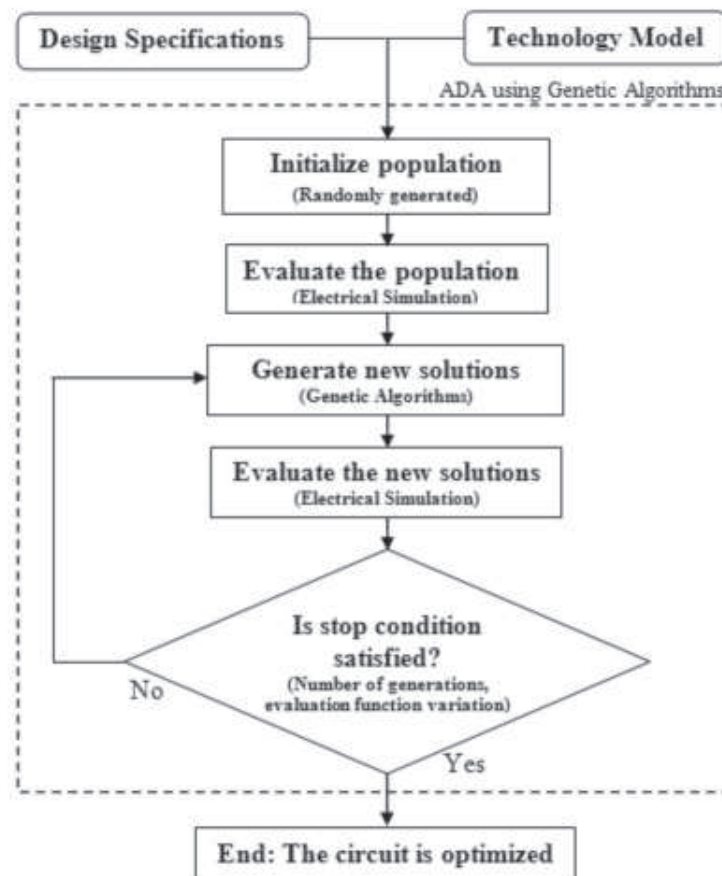 Design Specifications
Technology Model
ADA using Genetic Algorithms
Initialize population
(Randomly generated)
Evaluate the population
(Electrical Simulation)
Generate new solutions
(Genetic Algorithms)
Evaluate the new solutions
(Electrical Simulation)
Is stop condition
satisfied?
(Number of generations,
evaluation function variation)
No
Yes
End: The circuit is optimized